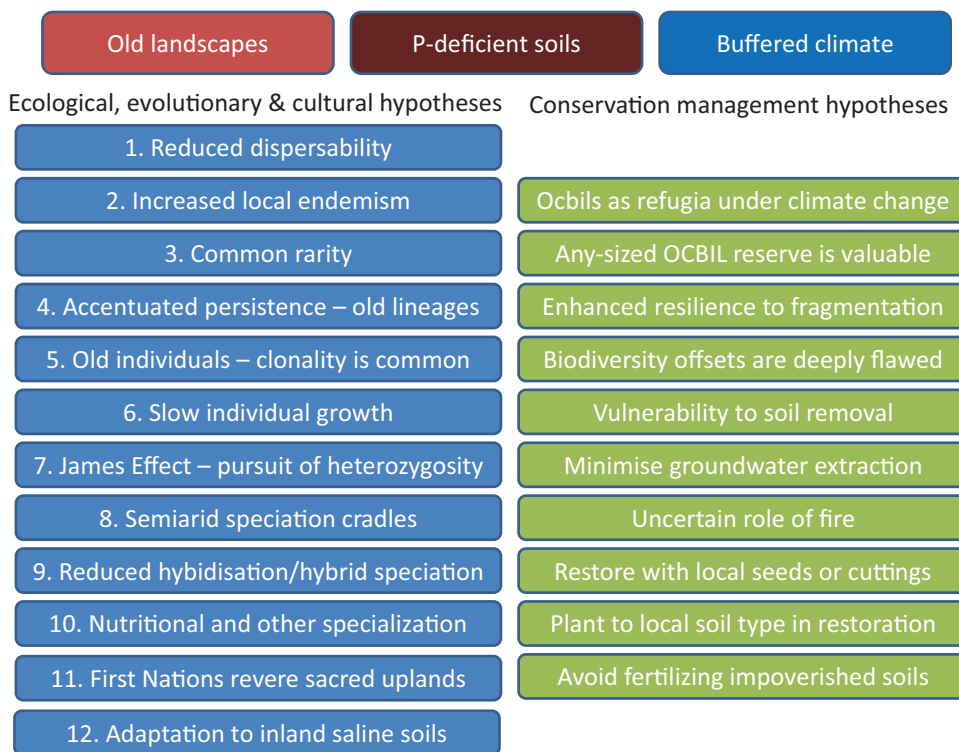 Old landscapes
P-deficient soils
Buffered climate
Ecological, evolutionary & cultural hypotheses
1. Reduced dispersability
2. Increased local endemism
3. Common rarity
4. Accentuated persistence – old lineages
5. Old individuals – clonality is common
6. Slow individual growth
7. James Effect – pursuit of heterozygosity
8. Semiarid speciation cradles
9. Reduced hybidisation/hybrid speciation
10. Nutritional and other specialization
11. First Nations revere sacred uplands
12. Adaptation to inland saline soils
Conservation management hypotheses
Ocbils as refugia under climate change
Any-sized OCBIL reserve is valuable
Enhanced resilience to fragmentation
Biodiversity offsets are deeply flawed
Vulnerability to soil removal
Minimise groundwater extraction
Uncertain role of fire
Restore with local seeds or cuttings
Plant to local soil type in restoration
Avoid fertilizing impoverished soils